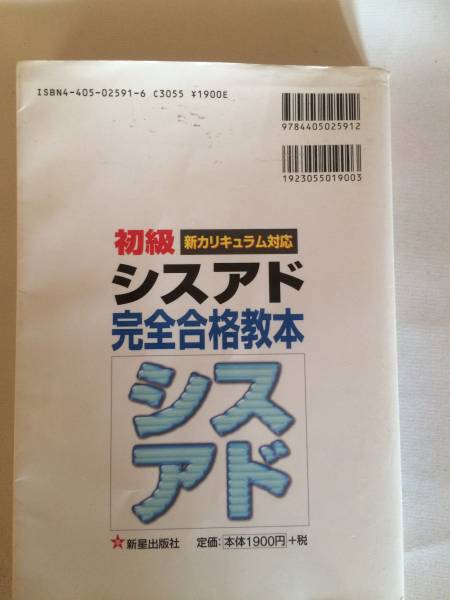 ISBN4-405-02591-6 C3055 ¥1900E
9784405025912
1923055019003
初級 新カリキュラム対応
シスアド
完全合格教本
シス
アド
新星出版社 定価:本体1900円+税